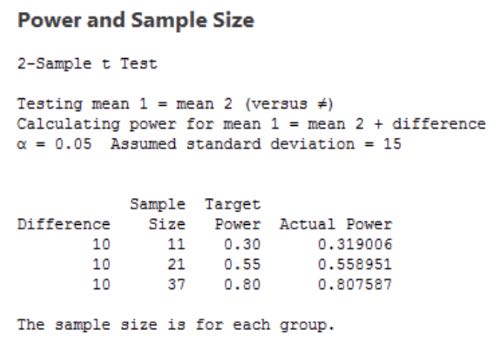 Power and Sample Size
2-Sample t Test
Testing mean 1 = mean 2 (versus ≠)
Calculating power for mean 1 = mean 2 + difference
α = 0.05  Assumed standard deviation = 15
Sample  Target
Difference  Size  Power  Actual Power
10  11  0.30  0.319006
10  21  0.55  0.558951
10  37  0.80  0.807587
The sample size is for each group.